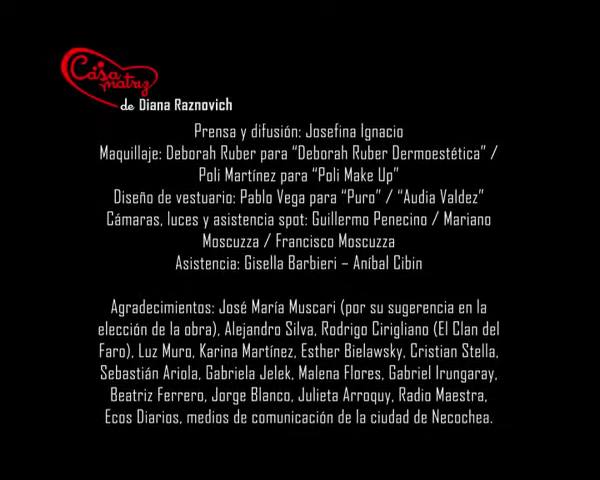 Casa
matriz
de Diana Raznovich
Prensa y difusión: Josefina Ignacio
Maquillaje: Deborah Ruber para “Deborah Ruber Dermoestética” /
Poli Martínez para “Poli Make Up”
Diseño de vestuario: Pablo Vega para “Puro” / “Audia Valdez”
Cámaras, luces y asistencia spot: Guillermo Penecino / Mariano
Moscuzza / Francisco Moscuzza
Asistencia: Gisella Barbieri – Aníbal Cibin
Agradecimientos: José María Muscari (por su sugerencia en la
elección de la obra), Alejandro Silva, Rodrigo Cirigliano (El Clan del
Faro), Luz Muro, Karina Martínez, Esther Bielawsky, Cristian Stella,
Sebastián Ariola, Gabriela Jelek, Malena Flores, Gabriel Irungaray,
Beatriz Ferrero, Jorge Blanco, Julieta Arroquy, Radio Maestra,
Ecos Diarios, medios de comunicación de la ciudad de Necochea.